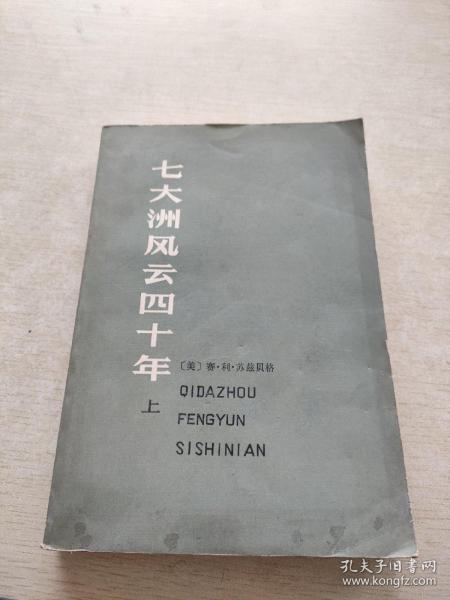 七大洲风云四十年
上
〔美〕赛·利·苏兹贝格
QIDAZHOU
FENGYUN
SISHINIAN
孔夫子旧书网
www.kongfz.com